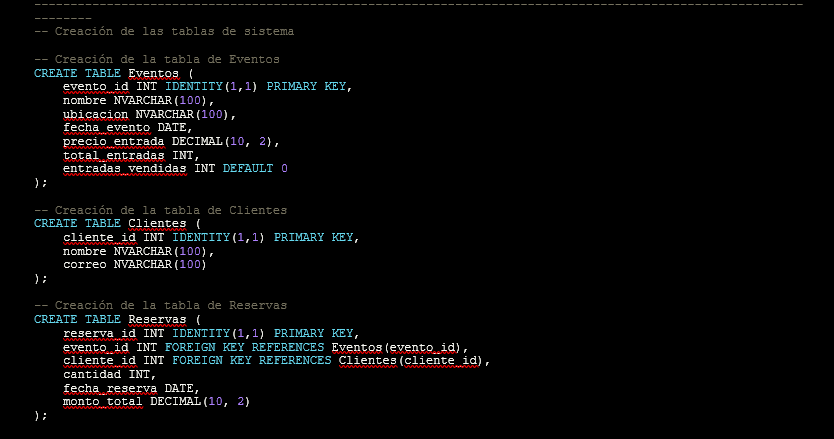 -- Creación de las tablas de sistema
-- Creación de la tabla de Eventos
CREATE TABLE Eventos (
evento_id INT IDENTITY(1,1) PRIMARY KEY,
nombre NVARCHAR(100),
ubicacion NVARCHAR(100),
fecha_evento DATE,
precio_entrada DECIMAL(10, 2),
total_entradas INT,
entradas_vendidas INT DEFAULT 0
);
-- Creación de la tabla de Clientes
CREATE TABLE Clientes (
cliente_id INT IDENTITY(1,1) PRIMARY KEY,
nombre NVARCHAR(100),
correo NVARCHAR(100)
);
-- Creación de la tabla de Reservas
CREATE TABLE Reservas (
reserva_id INT IDENTITY(1,1) PRIMARY KEY,
evento_id INT FOREIGN KEY REFERENCES Eventos(evento_id),
cliente_id INT FOREIGN KEY REFERENCES Clientes(cliente_id),
cantidad INT,
fecha_reserva DATE,
monto_total DECIMAL(10, 2)
);